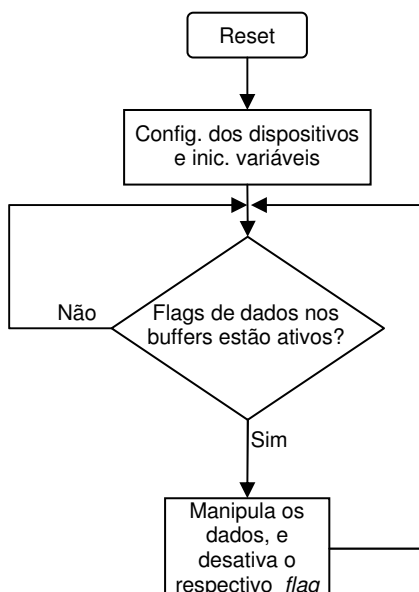 Reset
Config. dos dispositivos
e inic. variáveis
Não
Flags de dados nos
buffers estão ativos?
Sim
Manipula os
dados, e
desativa o
respectivo flag